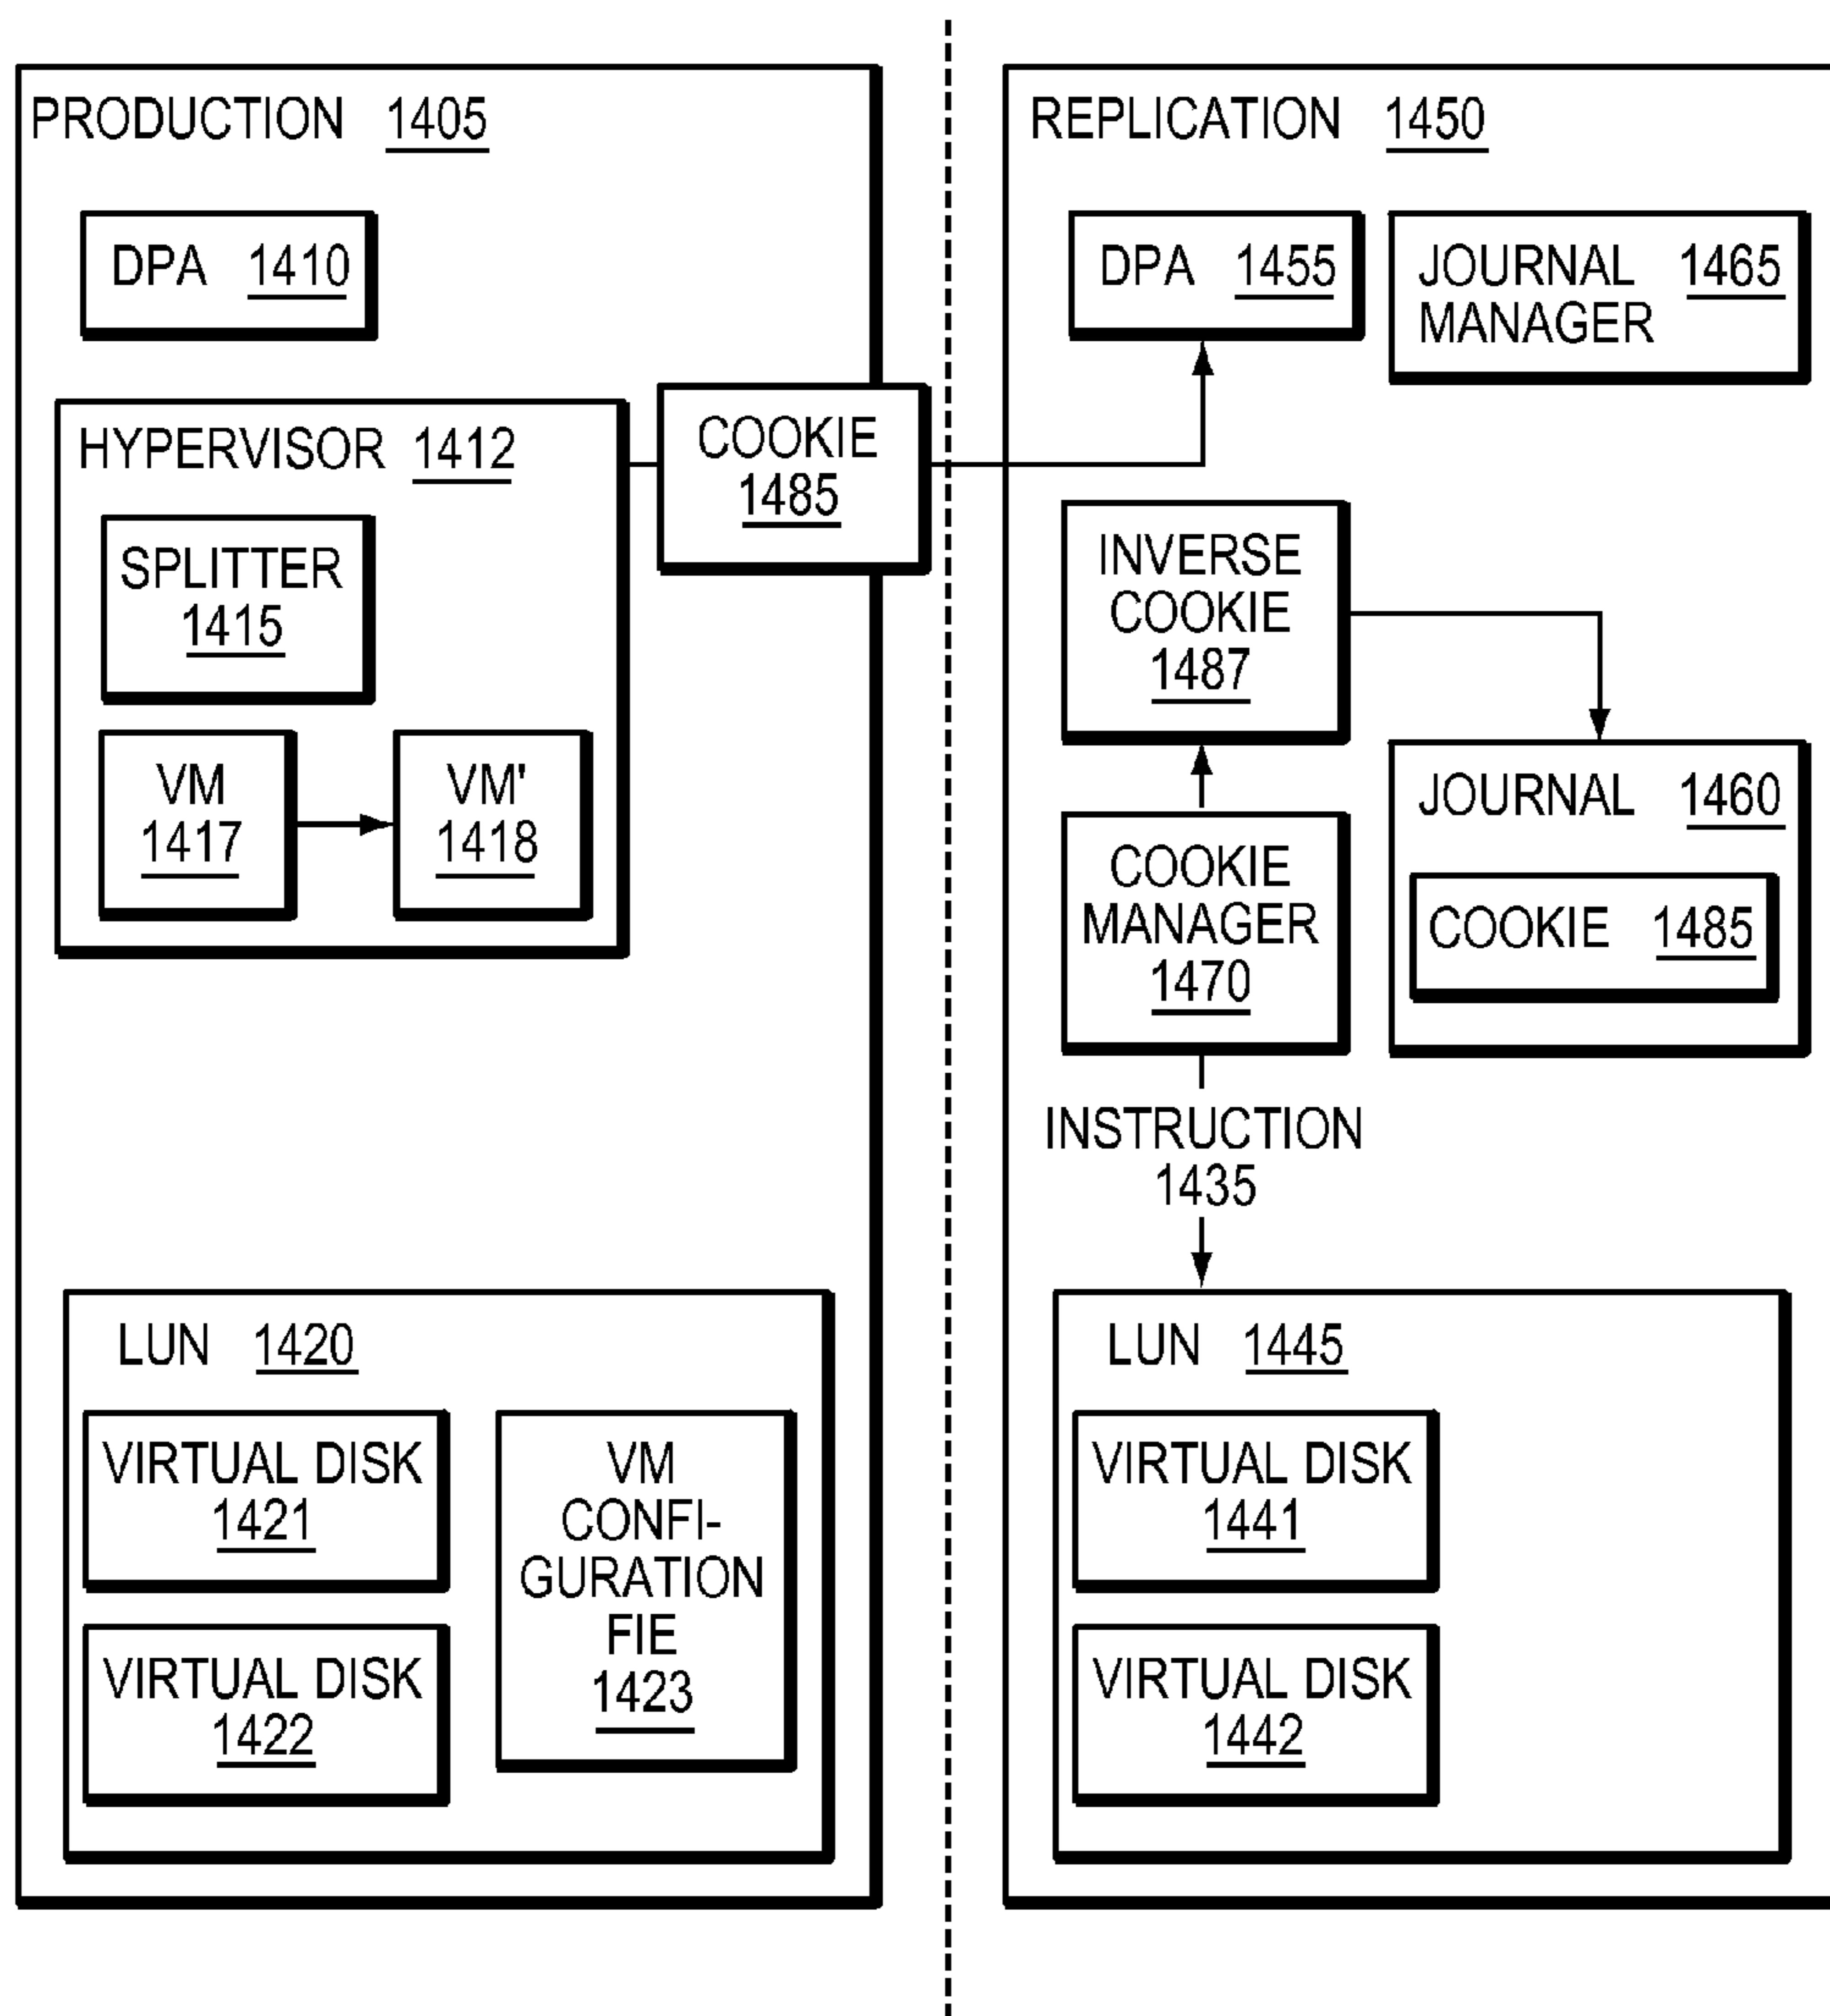 PRODUCTION 1405
DPA 1410
HYPERVISOR 1412
SPLITTER
1415
VM
1417
VM'
1418
COOKIE
1485
LUN 1420
VIRTUAL DISK
1421
VIRTUAL DISK
1422
VM
CONFI-
GURATION
FIE
1423
REPLICATION 1450
DPA 1455
JOURNAL 1465
MANAGER
INVERSE
COOKIE
1487
COOKIE
MANAGER
1470
JOURNAL 1460
COOKIE 1485
INSTRUCTION
1435
LUN 1445
VIRTUAL DISK
1441
VIRTUAL DISK
1442